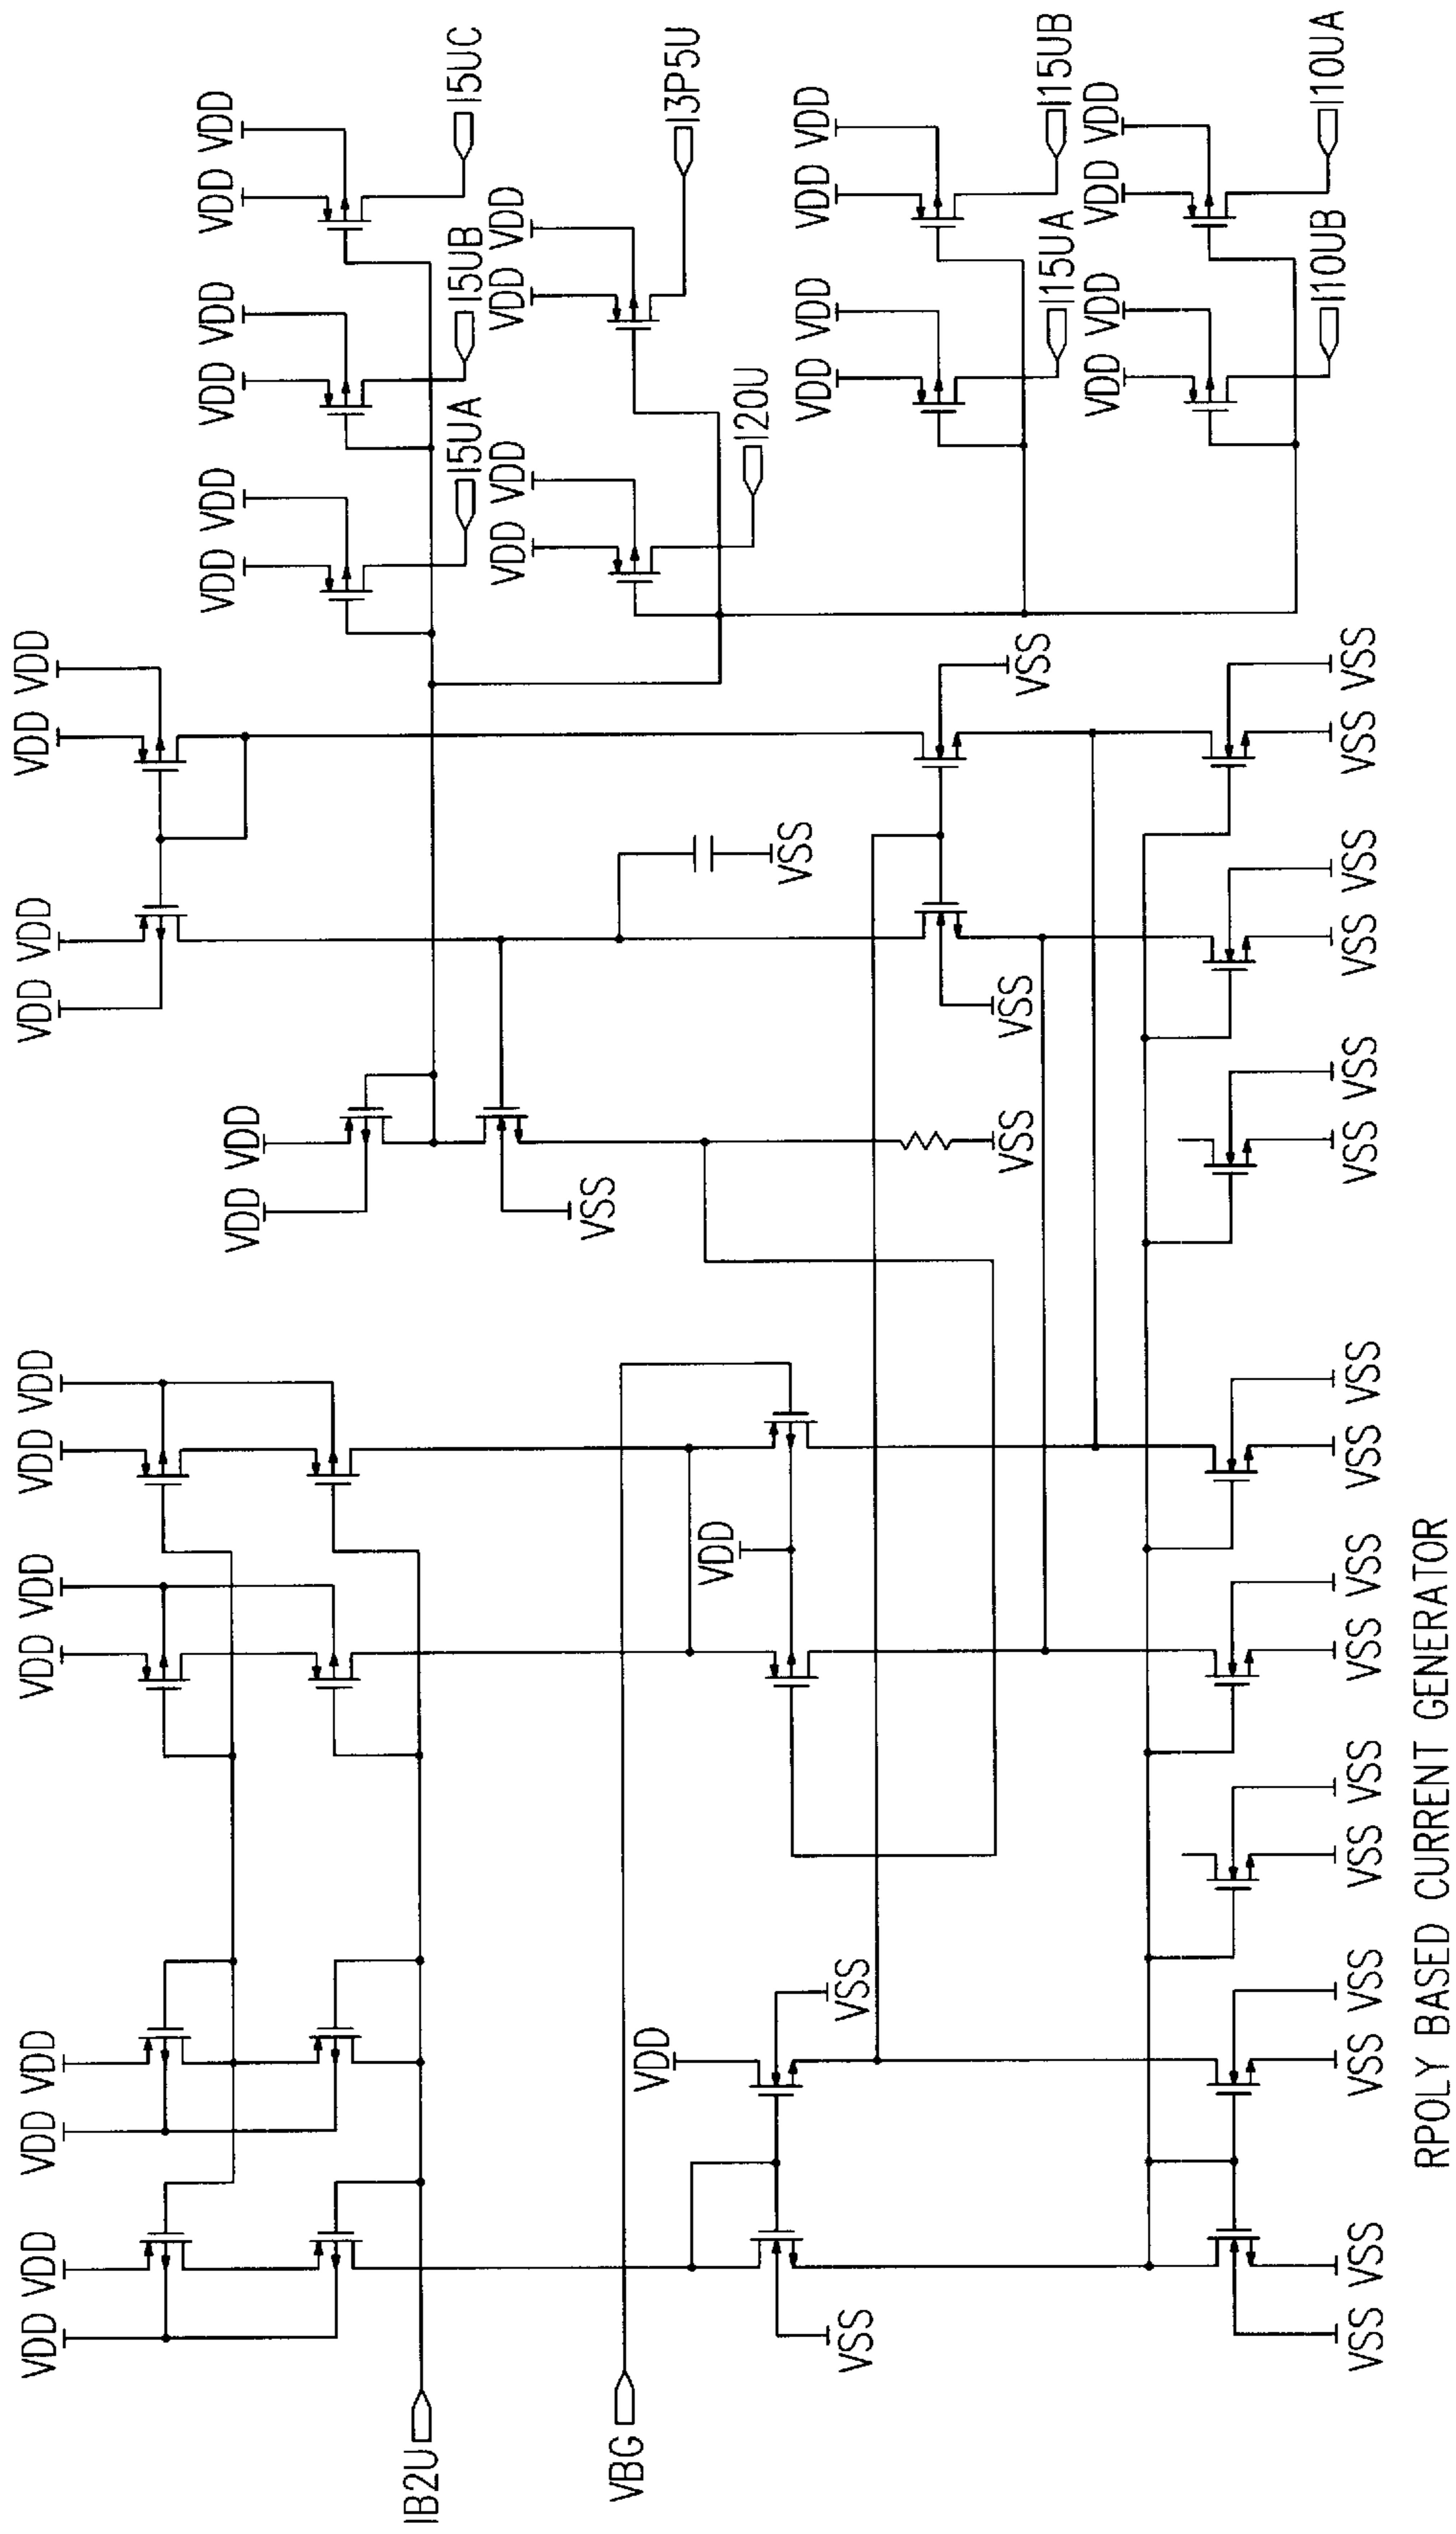 VDD VDD VDD VDD VDD VDD VDD VDD VDD VDD VDD VDD
VDD VDD VDD VDD VDD VDD VDD VDD
IB2U I5UA I5UB I5UC
VDD VDD VDD VDD
VSS
VBG VDD VDD I3P5U
I20U
VSS
VDD VDD VDD VDD
VSS VSS
VSS VSS VSS
I15UA I15UB
VDD VDD VDD VDD
I10UB I10UA
VSS VSS VSS VSS VSS VSS VSS VSS VSS VSS VSS VSS VSS VSS VSS VSS
RPOLY BASED CURRENT GENERATOR